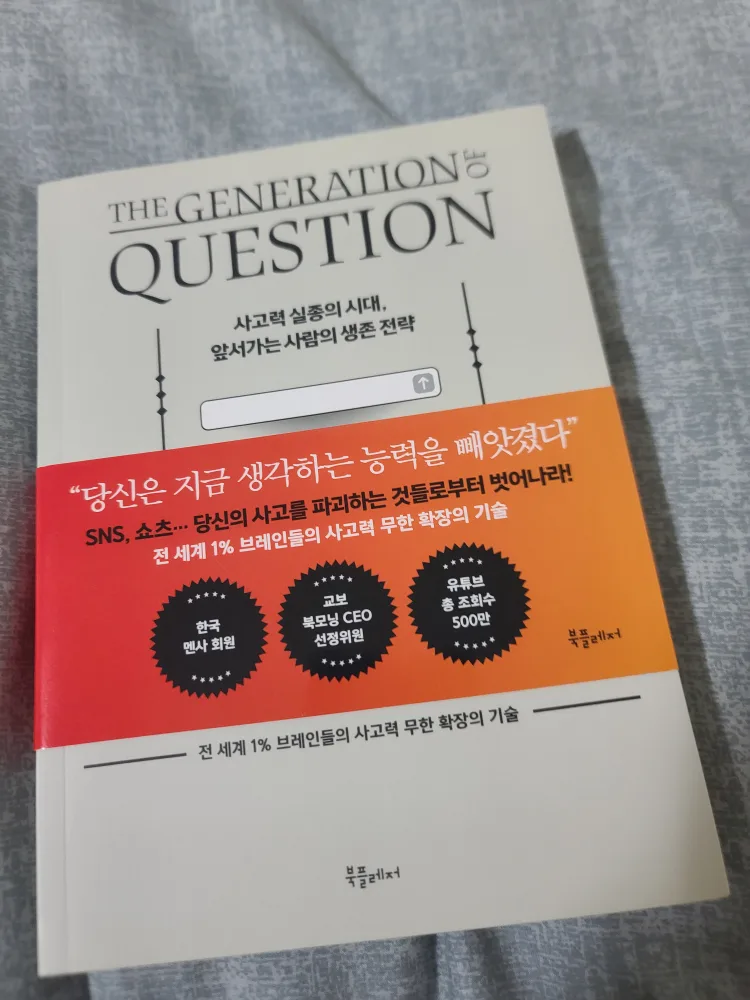 THE GENERATION OF
QUESTION
사고력 실종의 시대,
앞서가는 사람의 생존 전략
“당신은 지금 생각하는 능력을 빼앗겼다”
SNS, 쇼츠… 당신의 사고를 파괴하는 것들로부터 벗어나라!
전 세계 1% 브레인들의 사고력 무한 확장의 기술
한국
멘사 회원
교보
북모닝 CEO
선정위원
유튜브
총 조회수
500만
북플레저
전 세계 1% 브레인들의 사고력 무한 확장의 기술
북플레저